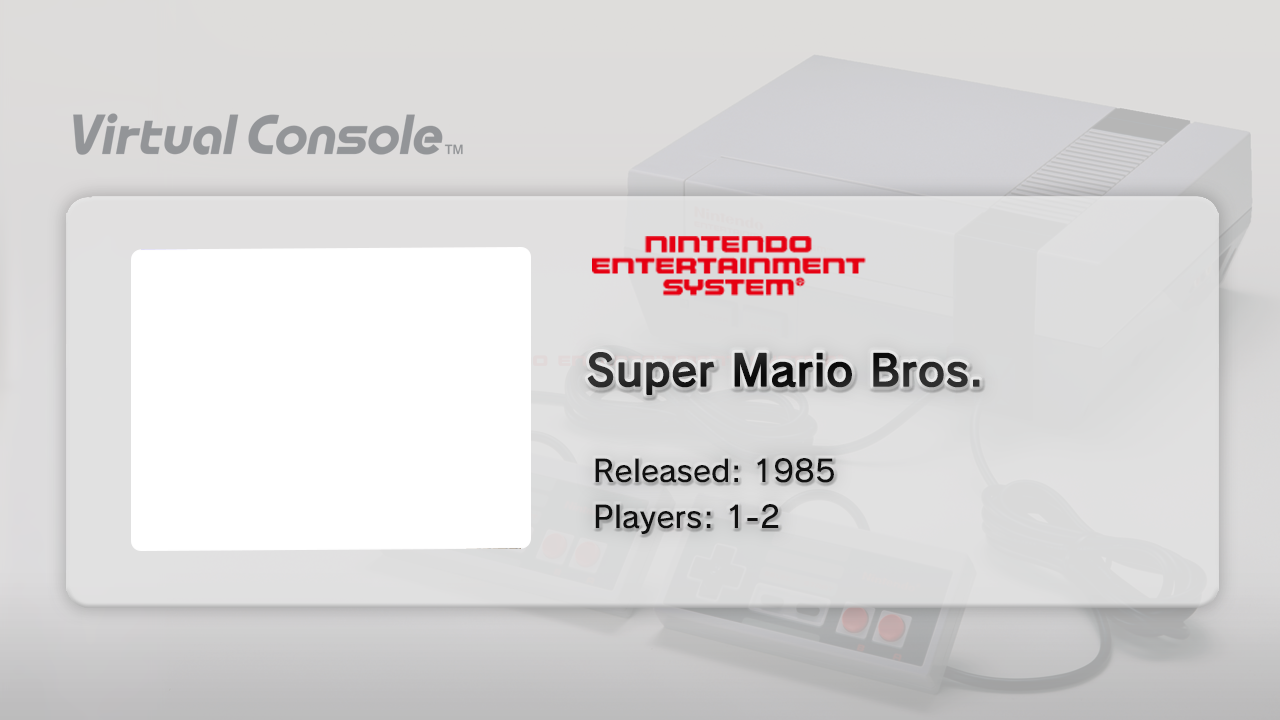 Virtual Console™
NINTENDO
ENTERTAINMENT
SYSTEM®
Super Mario Bros.
Released: 1985
Players: 1-2